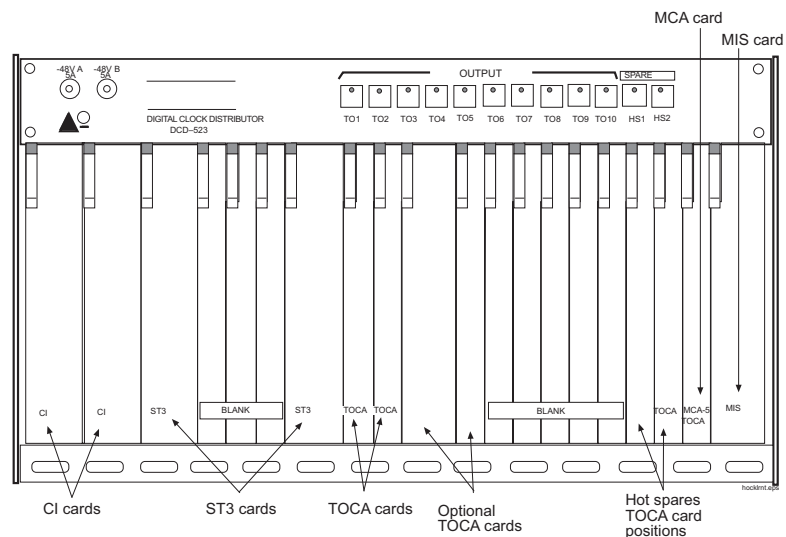 MCA card
MIS card
-48V A
5A
-48V B
5A
OUTPUT
SPARE
DIGITAL CLOCK DISTRIBUTOR
DCD–523
TO1 TO2 TO3 TO4 TO5 TO6 TO7 TO8 TO9 TO10 HS1 HS2
CI CI ST3 BLANK ST3 TOCA TOCA BLANK TOCA MCA-5 MIS
TOCA
hocklmt.eps
CI cards
ST3 cards
TOCA cards
Optional
TOCA cards
Hot spares
TOCA card
positions